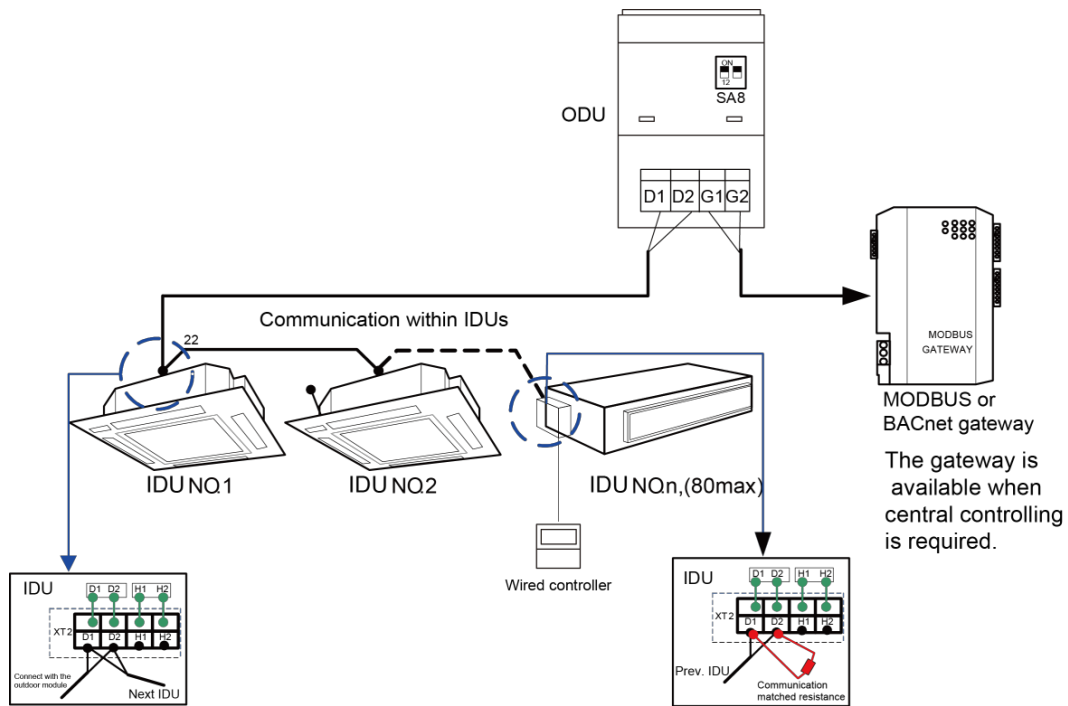 ON
12
SA8
ODU
D1 D2 G1 G2
Communication within IDUs
22
MODBUS
GATEWAY
MODBUS or
BACnet gateway
The gateway is
available when
central controlling
is required.
IDU NO.1
IDU NO.2
IDU NO.n,(80max)
Wired controller
IDU
D1 D2 H1 H2
XT2
D1 D2 H1 H2
Connect with the
outdoor module
Next IDU
IDU
D1 D2 H1 H2
XT2
D1 D2 H1 H2
Prev. IDU
Communication
matched resistance